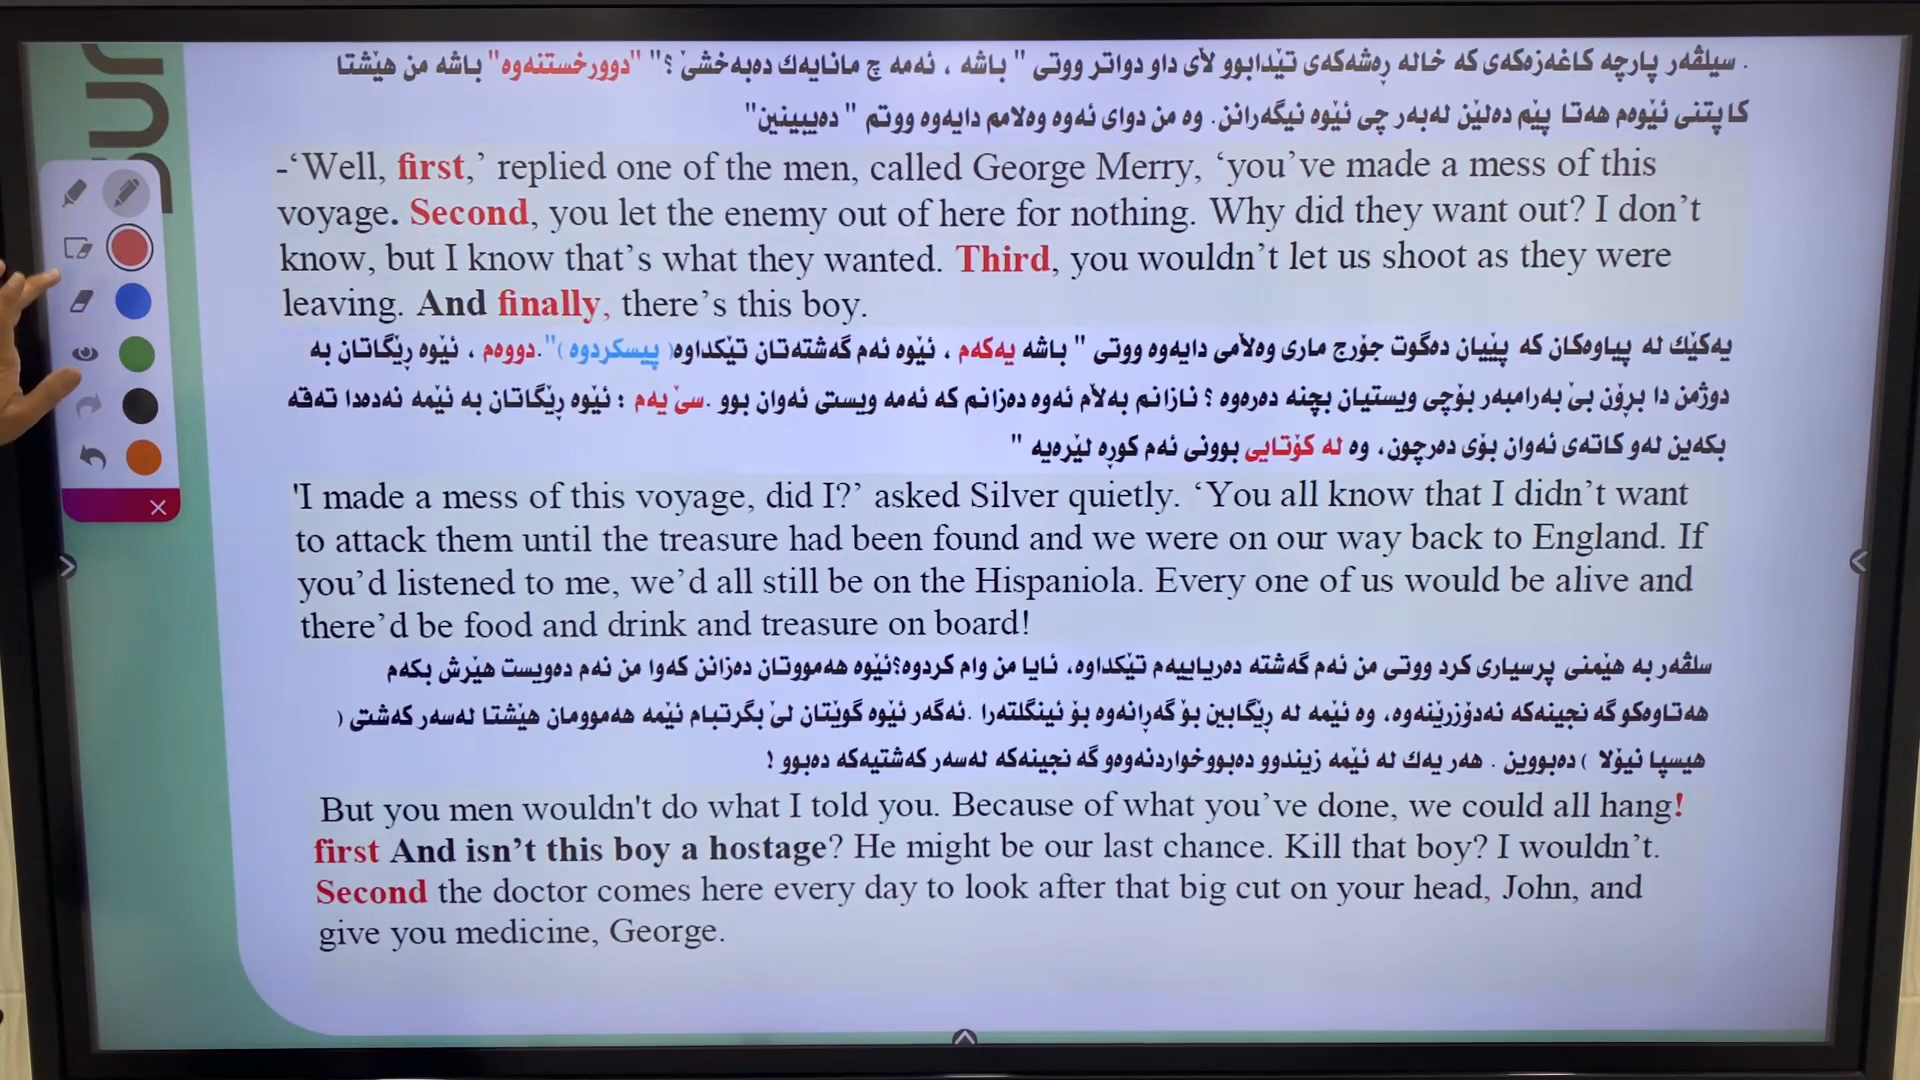 . سیلڤەر پارچە کاغەزەکەی کە خالە ڕەشەکەی تێدابوو لای داو دواتر ووتی " باشە ، ئەمە چ مانایەك دەبەخشێ ؟" "دوورخستنەوە" باشە من هێشتا
کاپتنی ئێوەم هەتا پێم دەلێن لەبەر چی ئێوە نیگەرانن. وە من دوای ئەوە وەلامم دایەوە ووتم " دەیبینین"
-‘Well, first,’ replied one of the men, called George Merry, ‘you’ve made a mess of this
voyage. Second, you let the enemy out of here for nothing. Why did they want out? I don’t
know, but I know that’s what they wanted. Third, you wouldn’t let us shoot as they were
leaving. And finally, there’s this boy.
یەکێك لە پیاوەکان کە پێیان دەگوت جۆرج ماری وەلامی دایەوە ووتی " باشە یەکەم ، ئێوە ئەم گەشتەتان تێکداوە( پیسکردوە )".دووەم ، ئێوە ڕێگاتان بە
دوژمن دا برۆن بێ بەرامبەر بۆچی ویستیان بچنە دەرەوە ؟ نازانم بەلام ئەوە دەزانم کە ئەمە ویستی ئەوان بوو .سێ یەم : ئێوە ڕێگاتان بە ئێمە نەدەدا تەقە
بکەین لەو کاتەی ئەوان بۆی دەرچون، وە لە کۆتایی بوونی ئەم کورە لێرەیە "
'I made a mess of this voyage, did I?’ asked Silver quietly. ‘You all know that I didn’t want
to attack them until the treasure had been found and we were on our way back to England. If
you’d listened to me, we’d all still be on the Hispaniola. Every one of us would be alive and
there’d be food and drink and treasure on board!
سلڤەر بە هێمنی پرسیاری کرد ووتی من ئەم گەشتە دەریاییەم تێکداوە، ئایا من وام کردوە؟ئێوە هەمووتان دەزانن کەوا من نەم دەویست هێرش بکەم
هەتاوەکو گە نجینەکە نەدۆزرێنەوە، وە ئێمە لە ڕێگابین بۆ گەڕانەوە بۆ ئینگلتەرا .ئەگەر ئێوە گوێتان لێ بگرتبام ئێمە هەموومان هێشتا لەسەر کەشتی (
هیسپا نیۆلا ) دەبووین . هەر یەك لە ئێمە زیندوو دەبووخواردنەوەو گە نجینەکە لەسەر کەشتیەکە دەبوو !
But you men wouldn't do what I told you. Because of what you’ve done, we could all hang!
first And isn’t this boy a hostage? He might be our last chance. Kill that boy? I wouldn’t.
Second the doctor comes here every day to look after that big cut on your head, John, and
give you medicine, George.